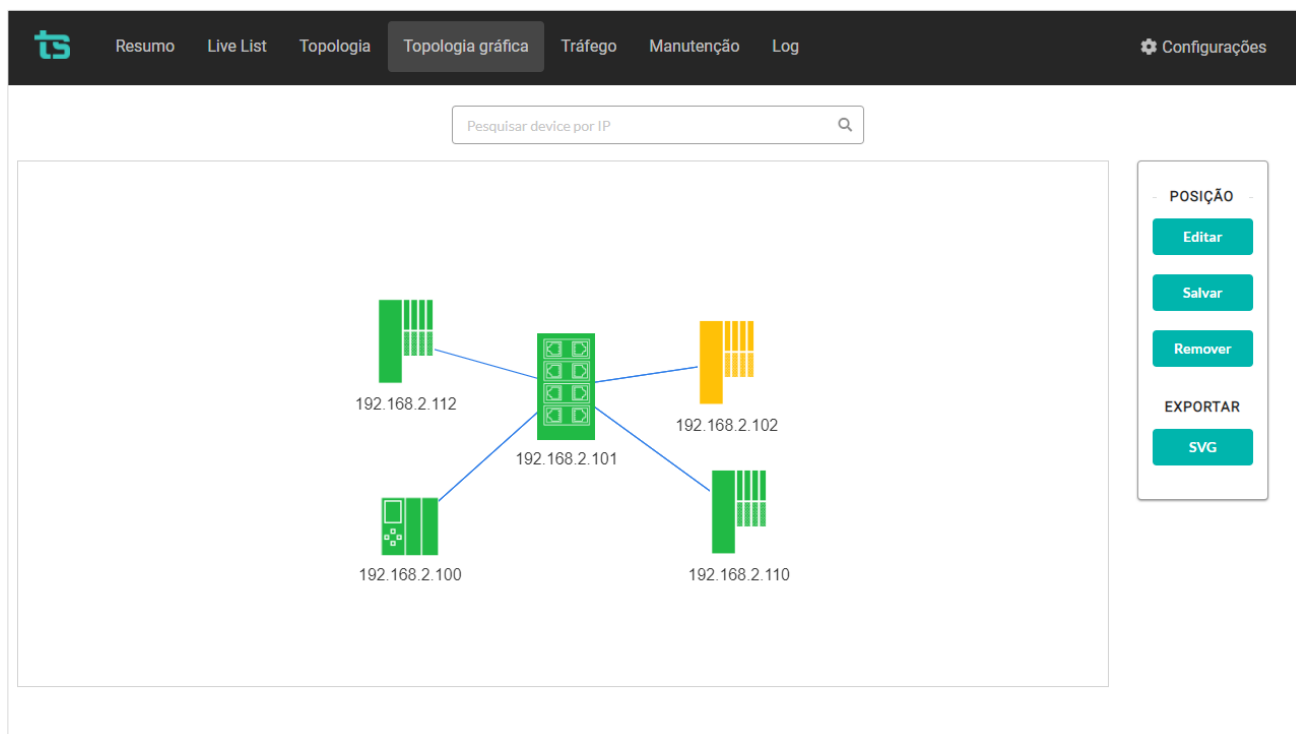 ts
Resumo Live List Topologia Topologia gráfica Tráfego Manutenção Log Configurações
Pesquisar device por IP
POSIÇÃO
Editar
Salvar
Remover
EXPORTAR
SVG
192.168.2.112
192.168.2.102
192.168.2.101
192.168.2.100
192.168.2.110